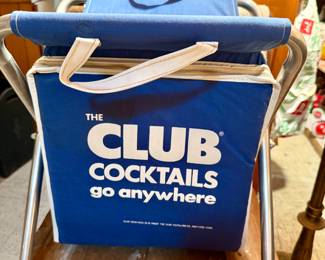 THE
CLUB®
COCKTAILS
go anywhere